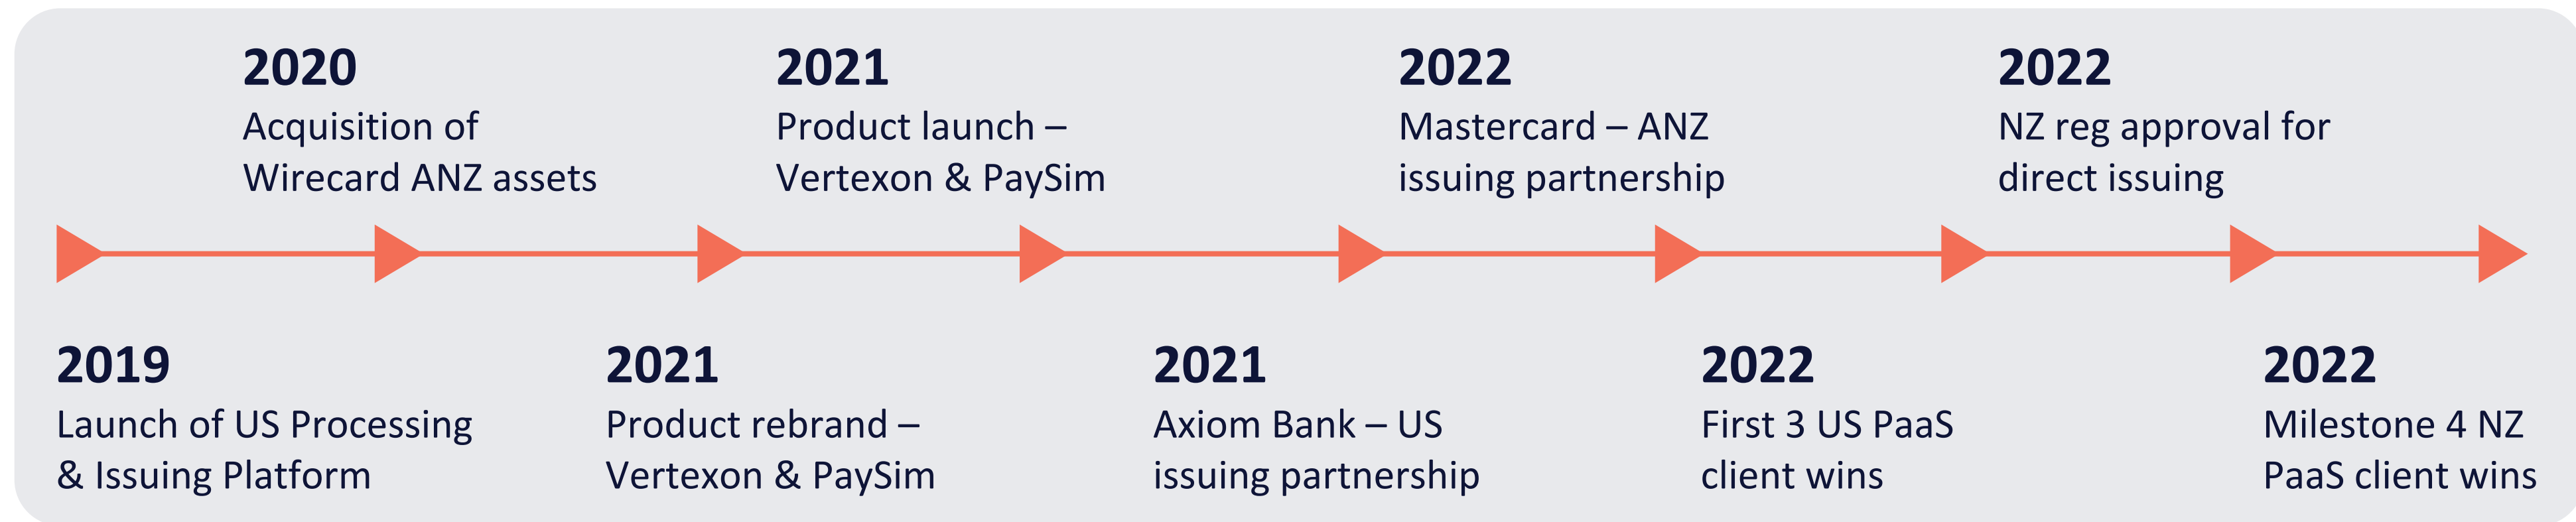 2020
Acquisition of
Wirecard ANZ assets
2021
Product launch –
Vertexon & PaySim
2022
Mastercard – ANZ
issuing partnership
2022
NZ reg approval for
direct issuing
2019
Launch of US Processing
& Issuing Platform
2021
Product rebrand –
Vertexon & PaySim
2021
Axiom Bank – US
issuing partnership
2022
First 3 US PaaS
client wins
2022
Milestone 4 NZ
PaaS client wins